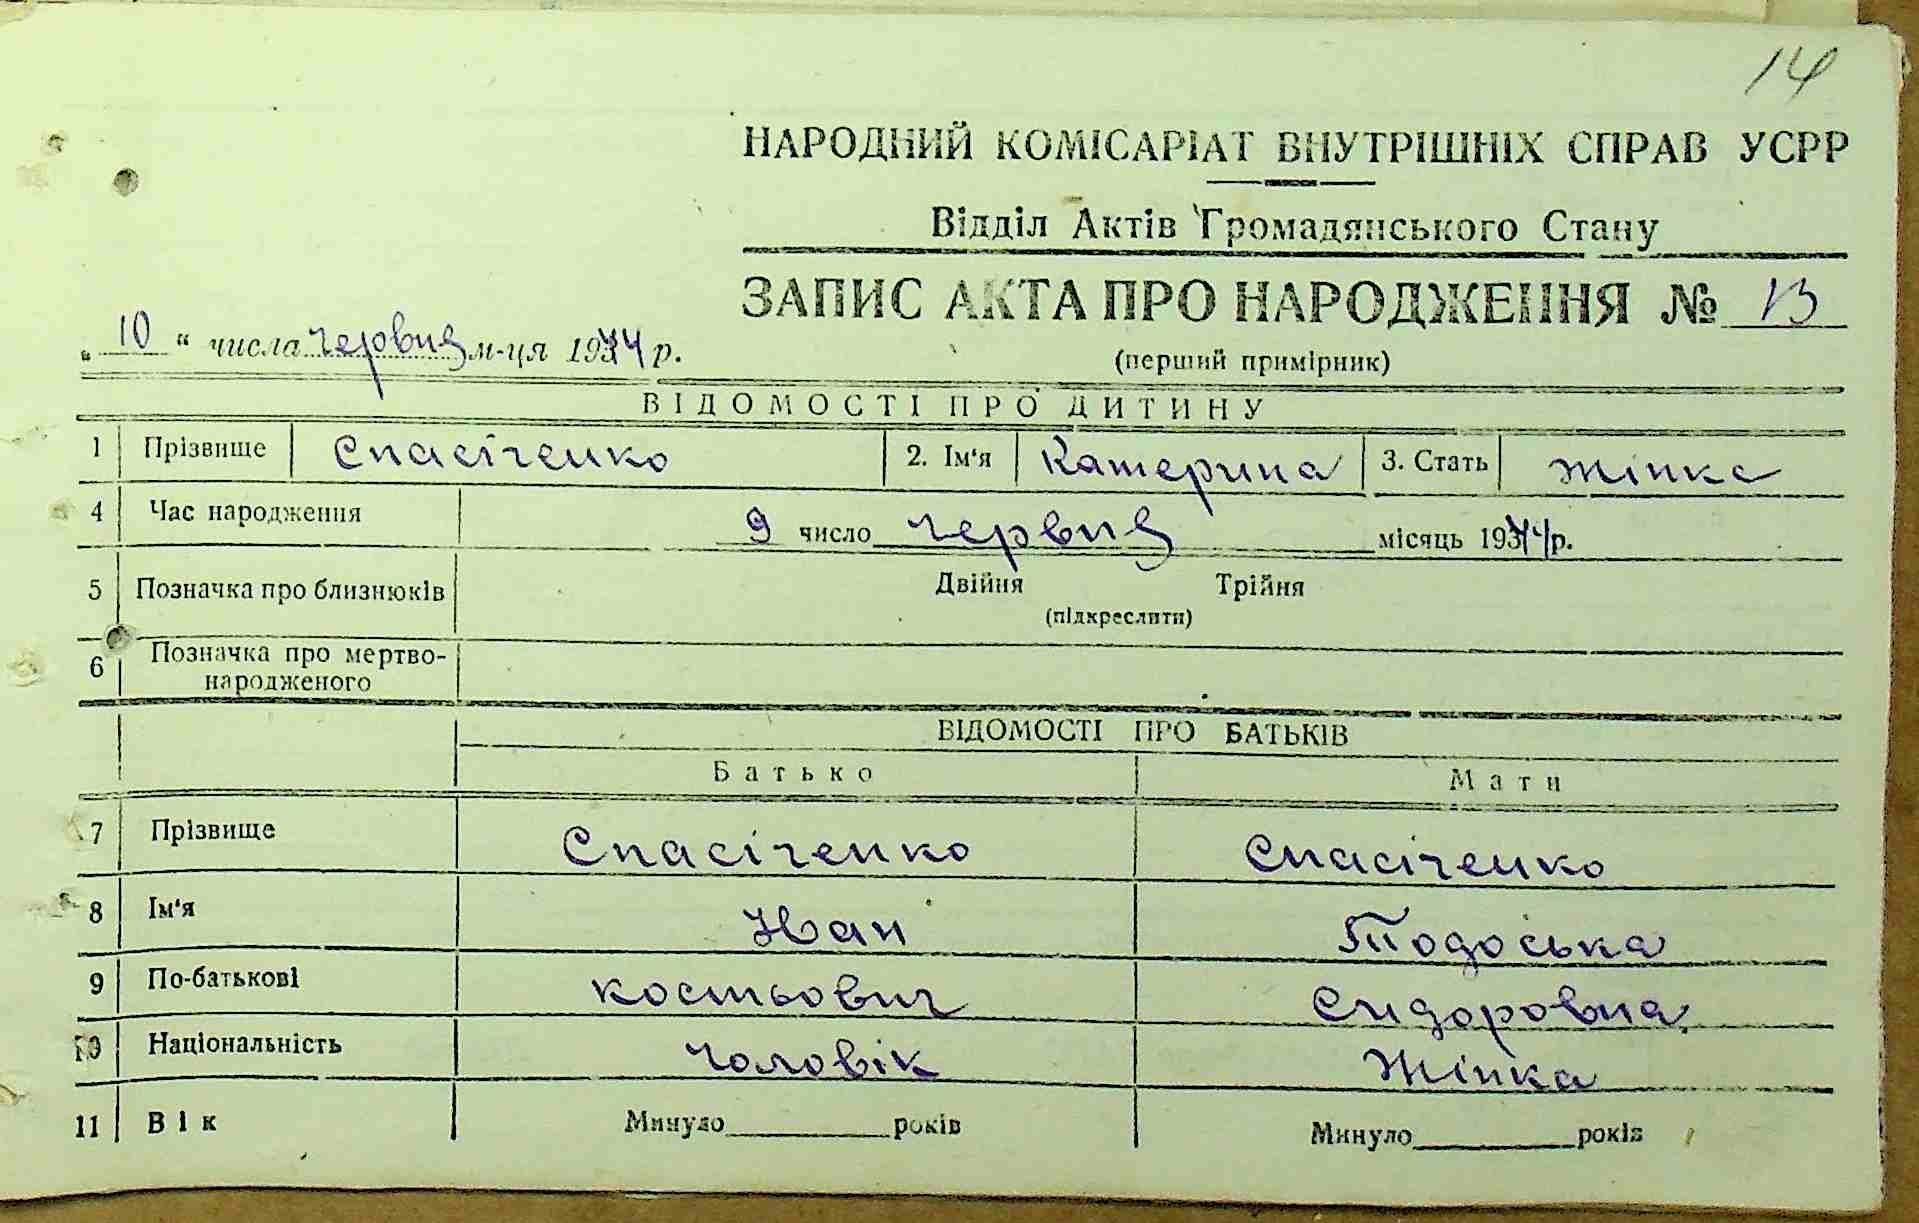 14
НАРОДНИЙ КОМІСАРІАТ ВНУТРІШНІХ СПРАВ УСРР
Відділ Актів Громадянського Стану
ЗАПИС АКТА ПРО НАРОДЖЕННЯ № 13
„10“ числа червня м-ця 1944 р.
(перший примірник)
ВІДОМОСТІ ПРО ДИТИНУ
1 Прізвище Спасіченко 2. Ім'я Катерина 3. Стать жінка
4 Час народження 9 число червня місяць 1944 р.
5 Позначка про близнюків Двійня Трійня
(підкреслити)
6 Позначка про мертво-
народженого
ВІДОМОСТІ ПРО БАТЬКІВ
Батько Мати
7 Прізвище Спасіченко Спасіченко
8 Ім'я Іван Тодоська
9 По-батькові костьович Сидоровна
10 Національність чоловік Жінка
11 Вік Минуло років Минуло років